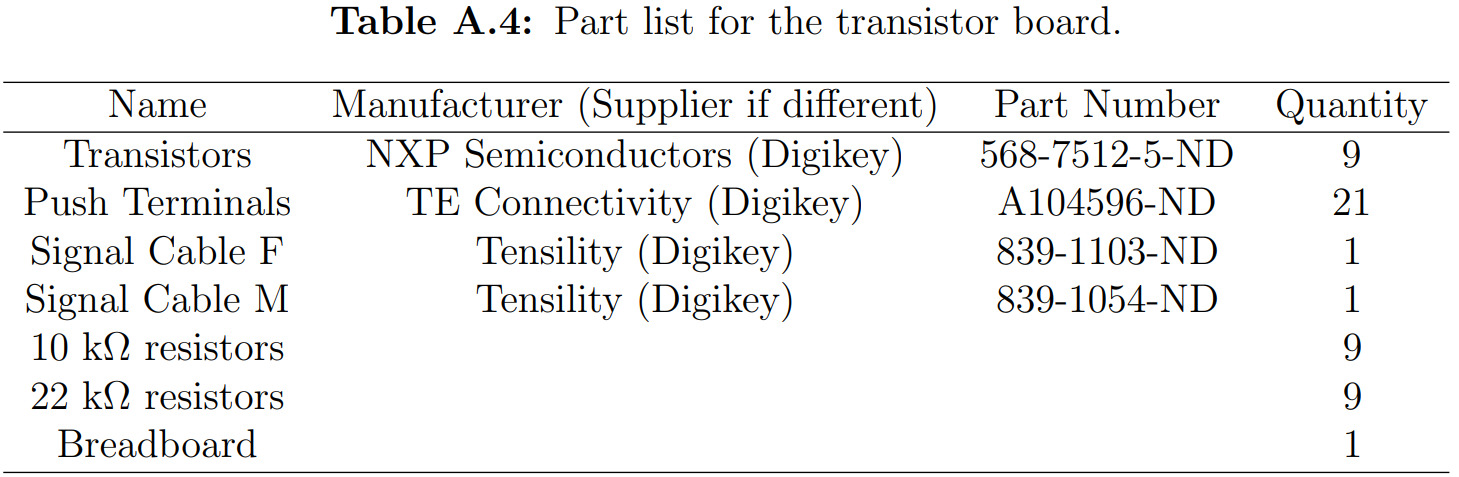 Table A.4: Part list for the transistor board.
Name Manufacturer (Supplier if different) Part Number Quantity
Transistors NXP Semiconductors (Digikey) 568-7512-5-ND 9
Push Terminals TE Connectivity (Digikey) A104596-ND 21
Signal Cable F Tensility (Digikey) 839-1103-ND 1
Signal Cable M Tensility (Digikey) 839-1054-ND 1
10 kΩ resistors 9
22 kΩ resistors 9
Breadboard 1